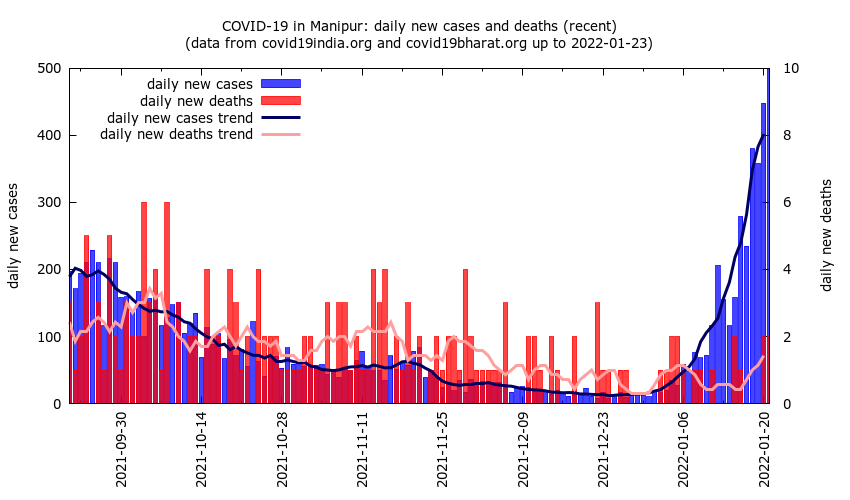 COVID-19 in Manipur: daily new cases and deaths (recent)
(data from covid19india.org and covid19bharat.org up to 2022-01-23)
daily new cases
daily new deaths
daily new cases trend
daily new deaths trend
500
400
300
200
100
0
10
8
6
4
2
0
daily new cases
daily new deaths
2021-09-30
2021-10-14
2021-10-28
2021-11-11
2021-11-25
2021-12-09
2021-12-23
2022-01-06
2022-01-20